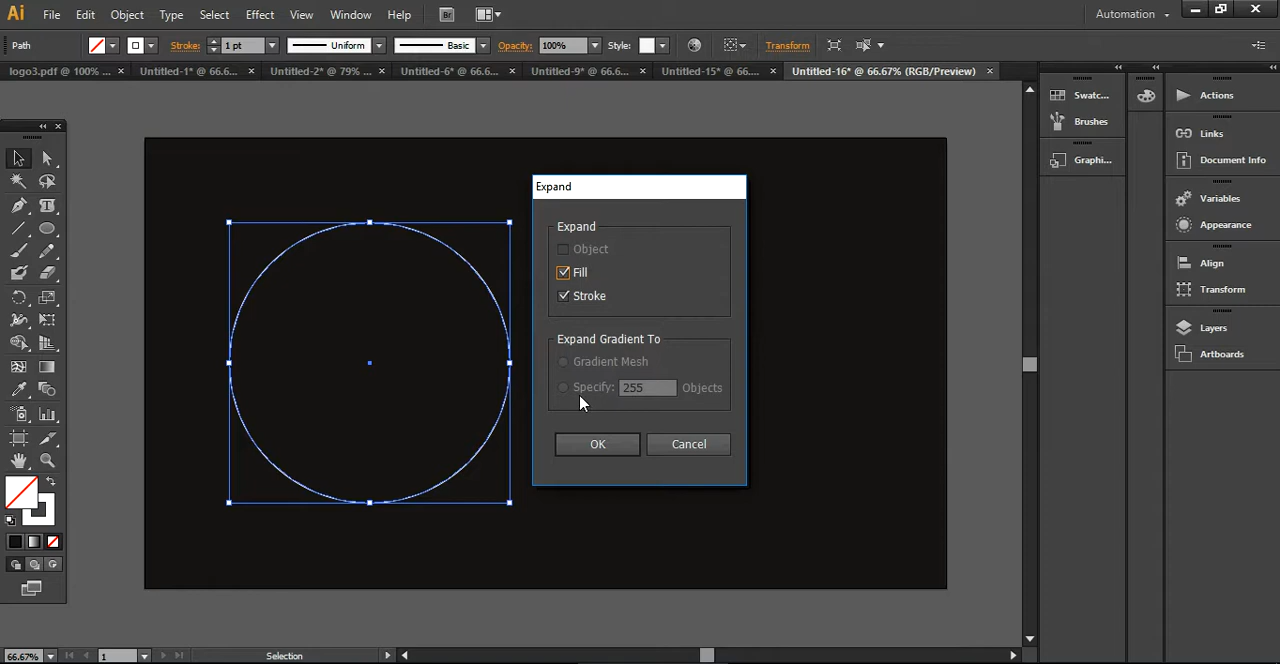 Ai File Edit Object Type Select Effect View Window Help Br Automation
Path Stroke: 1 pt Uniform Basic Opacity: 100% Style: Transform
logo3.pdf @ 100% ... Untitled-1* @ 66.6... Untitled-2* @ 79% ... Untitled-6* @ 66.6... Untitled-9* @ 66.6... Untitled-15* @ 66.... Untitled-16* @ 66.67% (RGB/Preview)
Swatc... Actions
Brushes
Links
Graphi... Document Info
Variables
Appearance
Align
Transform
Layers
Artboards
Expand
Expand
Object
Fill
Stroke
Expand Gradient To
Gradient Mesh
Specify: 255 Objects
OK Cancel
66.67% 1 Selection